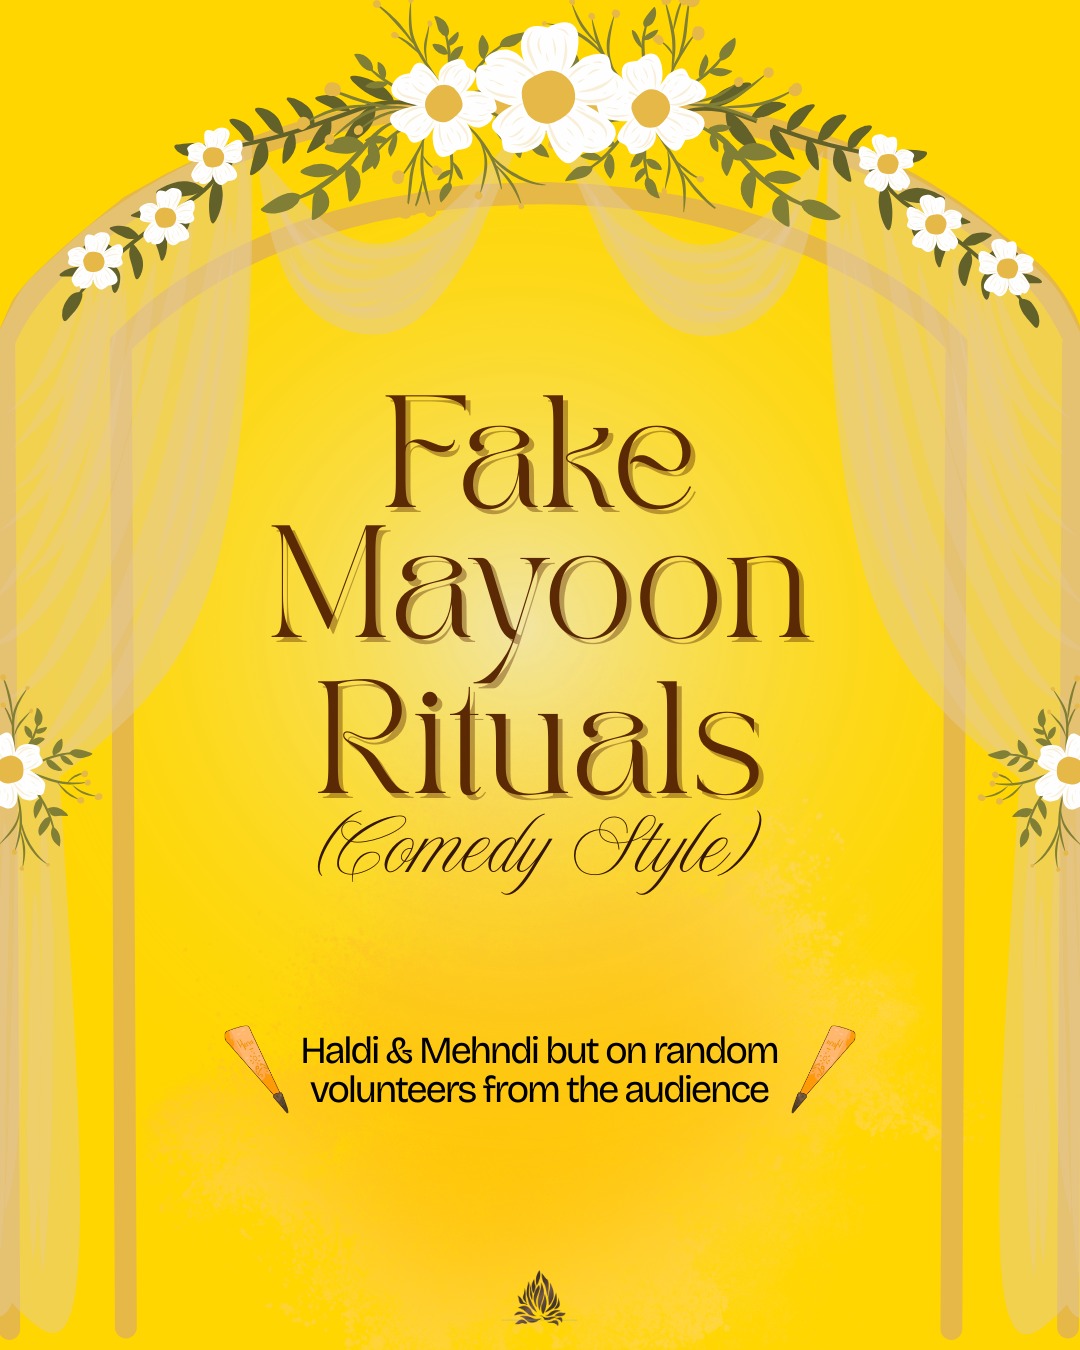 Fake
Mayoon
Rituals
(Comedy Style)
Haldi & Mehndi but on random
volunteers from the audience